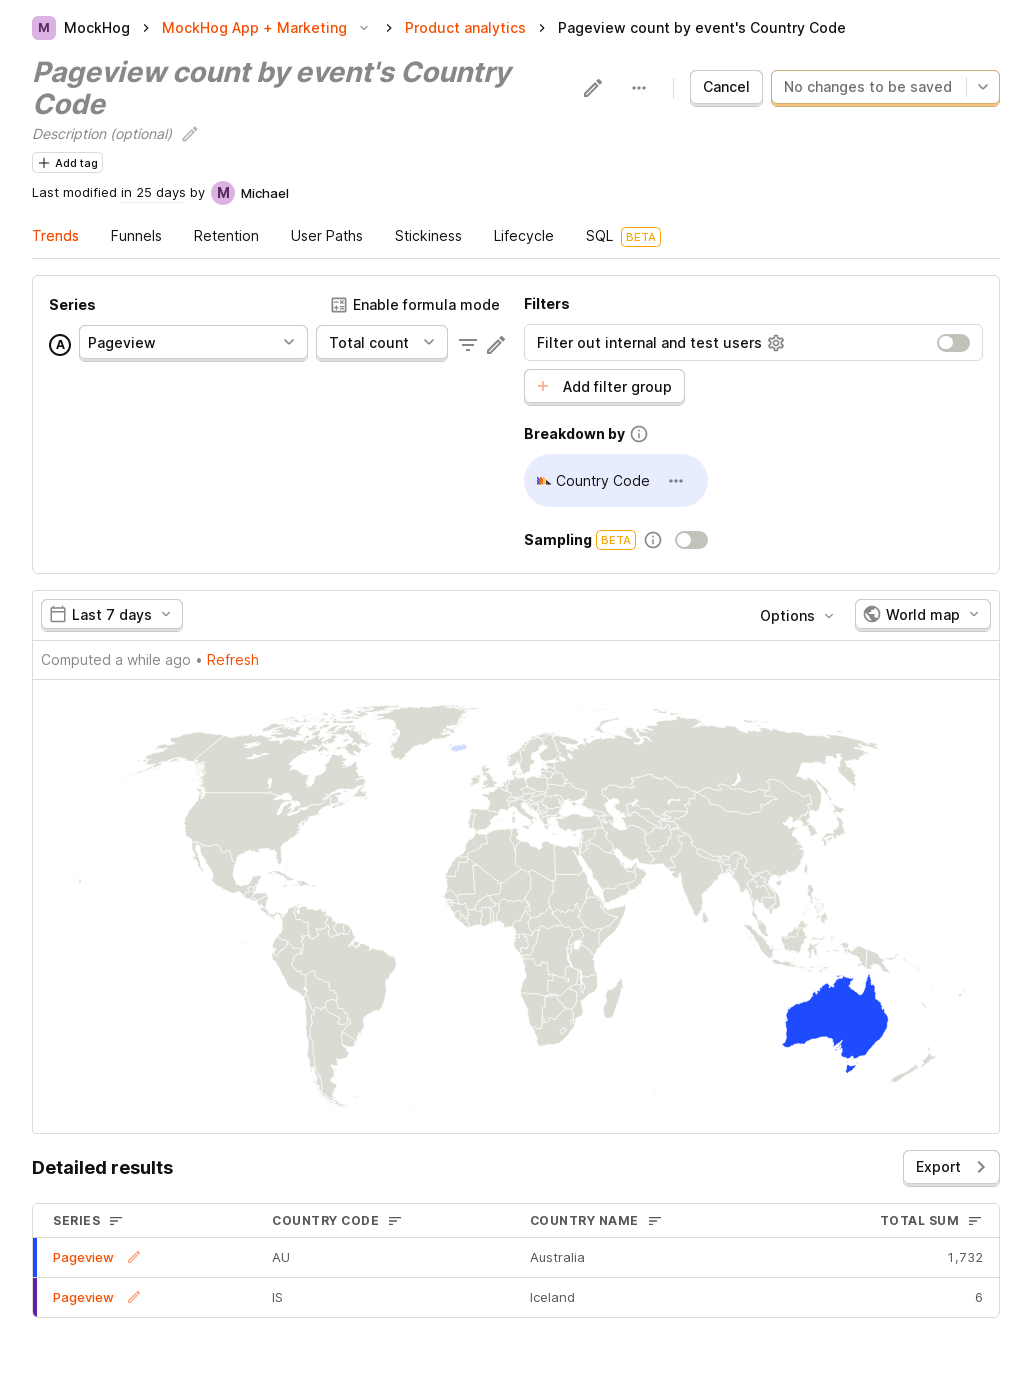 M MockHog MockHog App + Marketing Product analytics Pageview count by event's Country Code
Pageview count by event's Country
Code
Cancel No changes to be saved
Description (optional)
Add tag
Last modified in 25 days by M Michael
Trends Funnels Retention User Paths Stickiness Lifecycle SQL BETA
Series Enable formula mode
A Pageview Total count
Filters
Filter out internal and test users
Add filter group
Breakdown by
Country Code
Sampling BETA
Last 7 days Options World map
Computed a while ago • Refresh
Detailed results Export
SERIES COUNTRY CODE COUNTRY NAME TOTAL SUM
Pageview AU Australia 1,732
Pageview IS Iceland 6